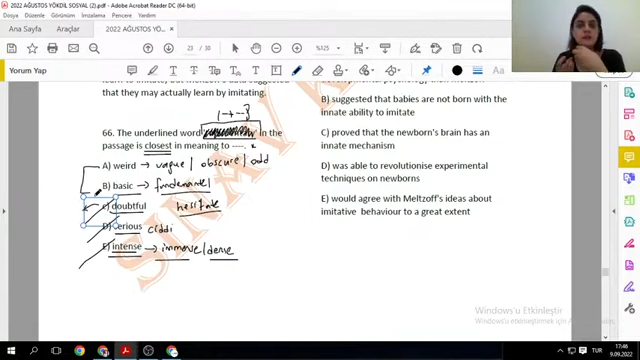 2022 AĞUSTOS YÖKDİL SOSYAL (2).pdf - Adobe Acrobat Reader DC (64-bit)
Dosya Düzenle Görüntüle İmzalama Pencere Yardım
Ana Sayfa Araçlar 2022 AĞUSTOS YÖ... ×
23 / 30 %125
Yorum Yap
that they may actually learn by imitating.
66. The underlined word in the
passage is closest in meaning to ----.
A) weird → vague / obscure / odd
B) basic → fundamental
C) doubtful hesitate
D) serious ciddi
E) intense → immense / dense
B) suggested that babies are not born with the
innate ability to imitate
C) proved that the newborn's brain has an
innate mechanism
D) was able to revolutionise experimental
techniques on newborns
E) would agree with Meltzoff's ideas about
imitative behaviour to a great extent
SINAV
Windows'u Etkinleştir
TUR 17:46
9.09.2022